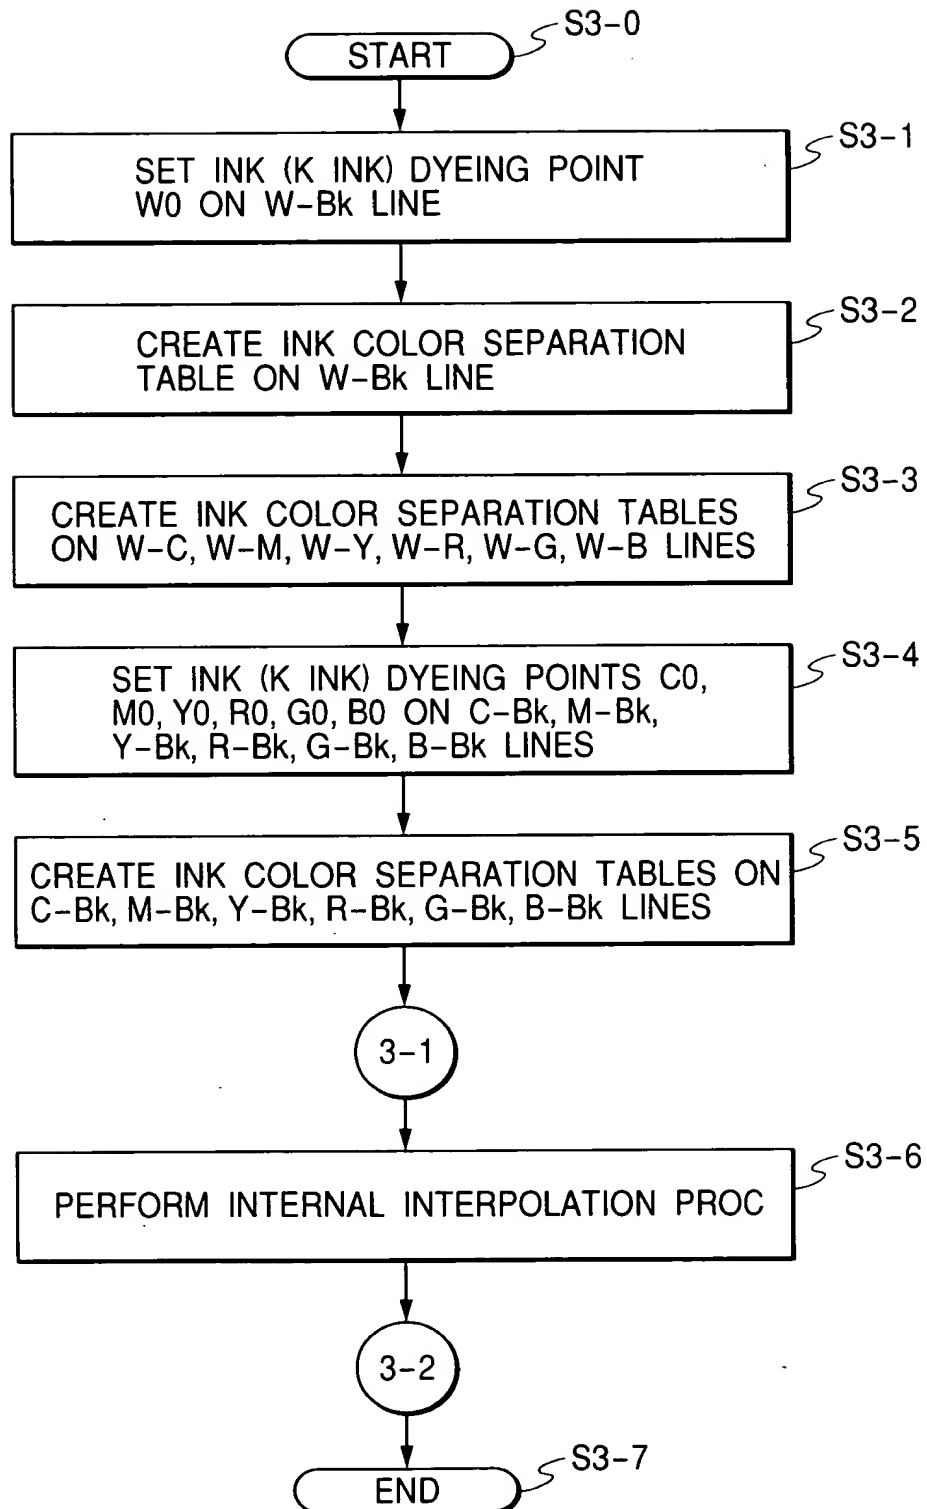 S3-0
START
S3-1
SET INK (K INK) DYEING POINT
W0 ON W-Bk LINE
S3-2
CREATE INK COLOR SEPARATION
TABLE ON W-Bk LINE
S3-3
CREATE INK COLOR SEPARATION TABLES
ON W-C, W-M, W-Y, W-R, W-G, W-B LINES
S3-4
SET INK (K INK) DYEING POINTS C0,
M0, Y0, R0, G0, B0 ON C-Bk, M-Bk,
Y-Bk, R-Bk, G-Bk, B-Bk LINES
S3-5
CREATE INK COLOR SEPARATION TABLES ON
C-Bk, M-Bk, Y-Bk, R-Bk, G-Bk, B-Bk LINES
3-1
S3-6
PERFORM INTERNAL INTERPOLATION PROC
3-2
S3-7
END